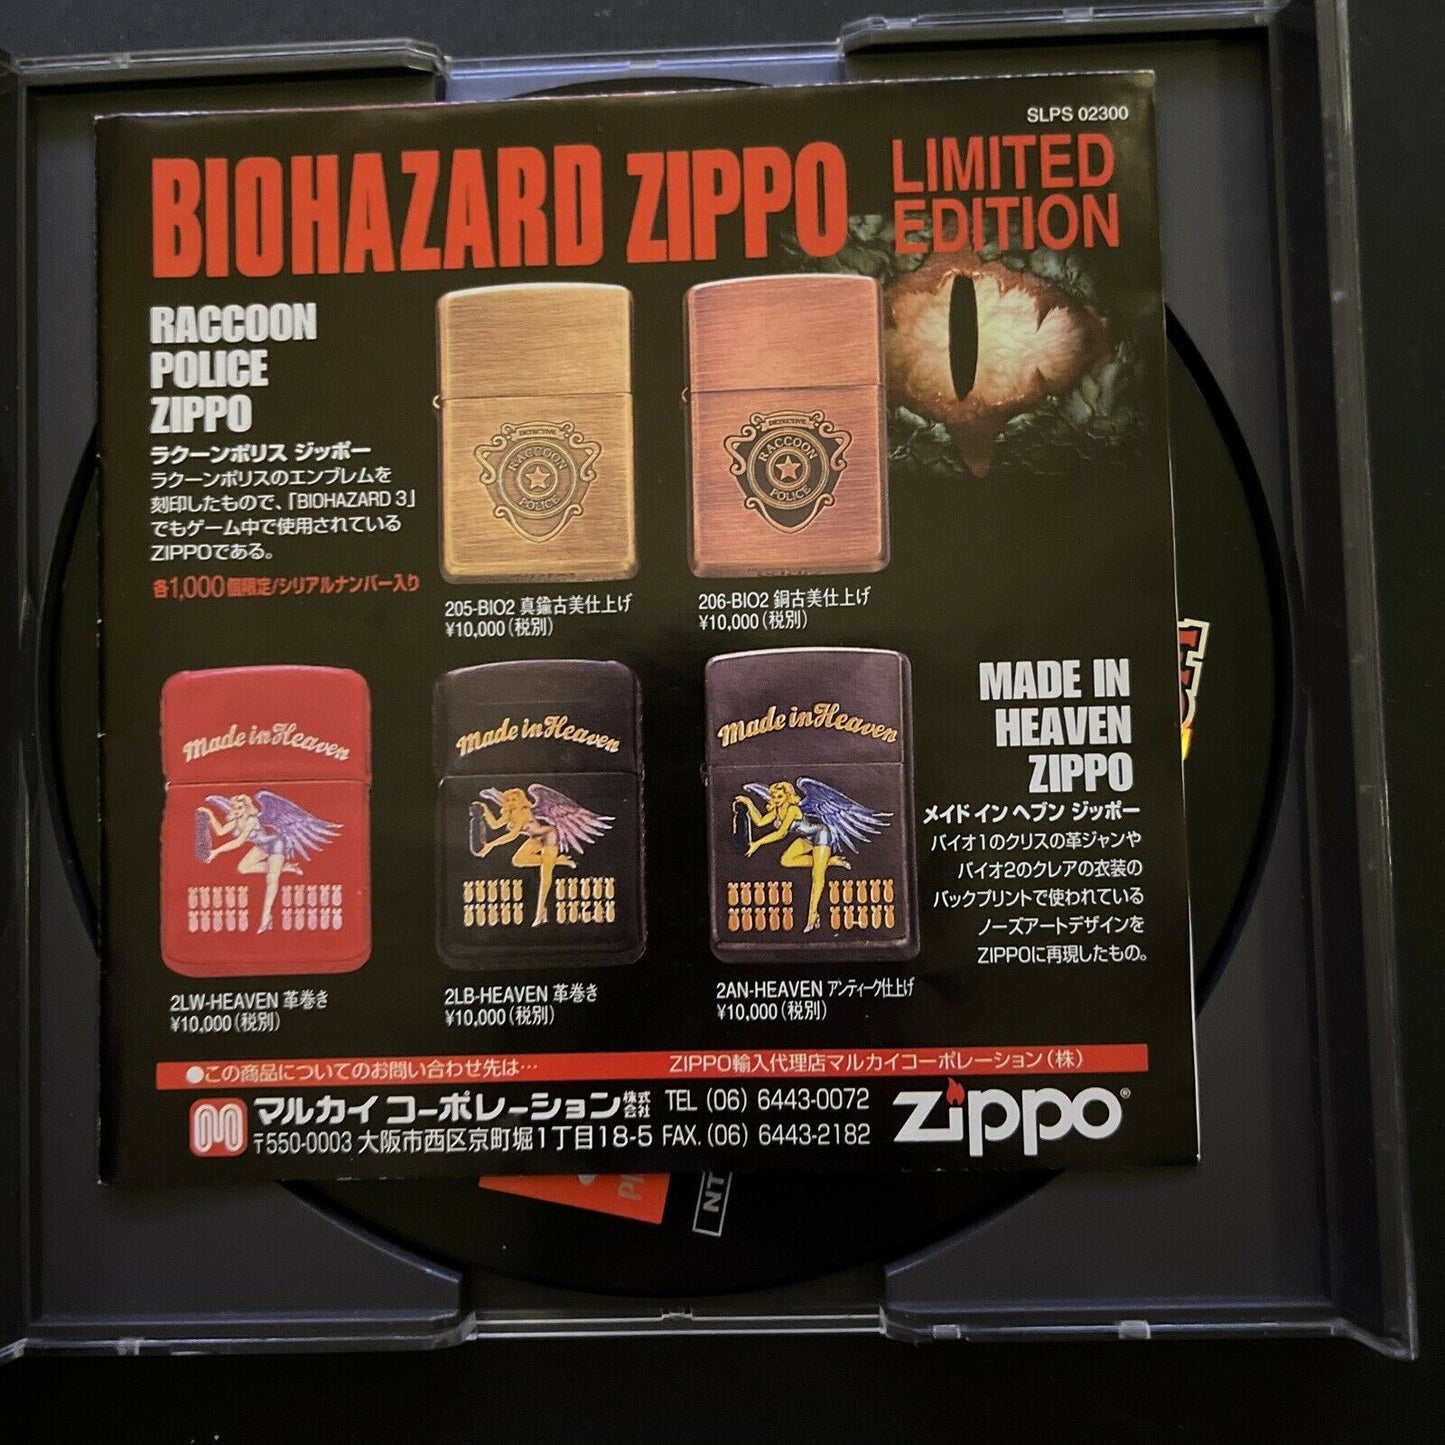 SLPS 02300
BIOHAZARD ZIPPO
LIMITED
EDITION
RACCOON
POLICE
ZIPPO
ラクーンポリス ジッポー
ラクーンポリスのエンブレムを
刻印したもので、「BIOHAZARD 3」
でもゲーム中で使用されている
ZIPPOである。
各1,000個限定/シリアルナンバー入り
DETECTIVE
RACCOON
POLICE
205-BIO2 真鍮古美仕上げ
¥10,000(税別)
DETECTIVE
RACCOON
POLICE
206-BIO2 銅古美仕上げ
¥10,000(税別)
Made in Heaven
2LW-HEAVEN 革巻き
¥10,000(税別)
Made in Heaven
2LB-HEAVEN 革巻き
¥10,000(税別)
Made in Heaven
2AN-HEAVEN アンティーク仕上げ
¥10,000(税別)
MADE IN
HEAVEN
ZIPPO
メイド イン ヘブン ジッポー
バイオ1のクリスの革ジャンや
バイオ2のクレアの衣装の
バックプリントで使われている
ノーズアートデザインを
ZIPPOに再現したもの。
●この商品についてのお問い合わせ先は… ZIPPO輸入代理店マルカイコーポレーション(株)
マルカイ コーポレーション株式会社 TEL (06) 6443-0072
〒550-0003 大阪市西区京町堀1丁目18-5 FAX. (06) 6443-2182
Zippo®
NT